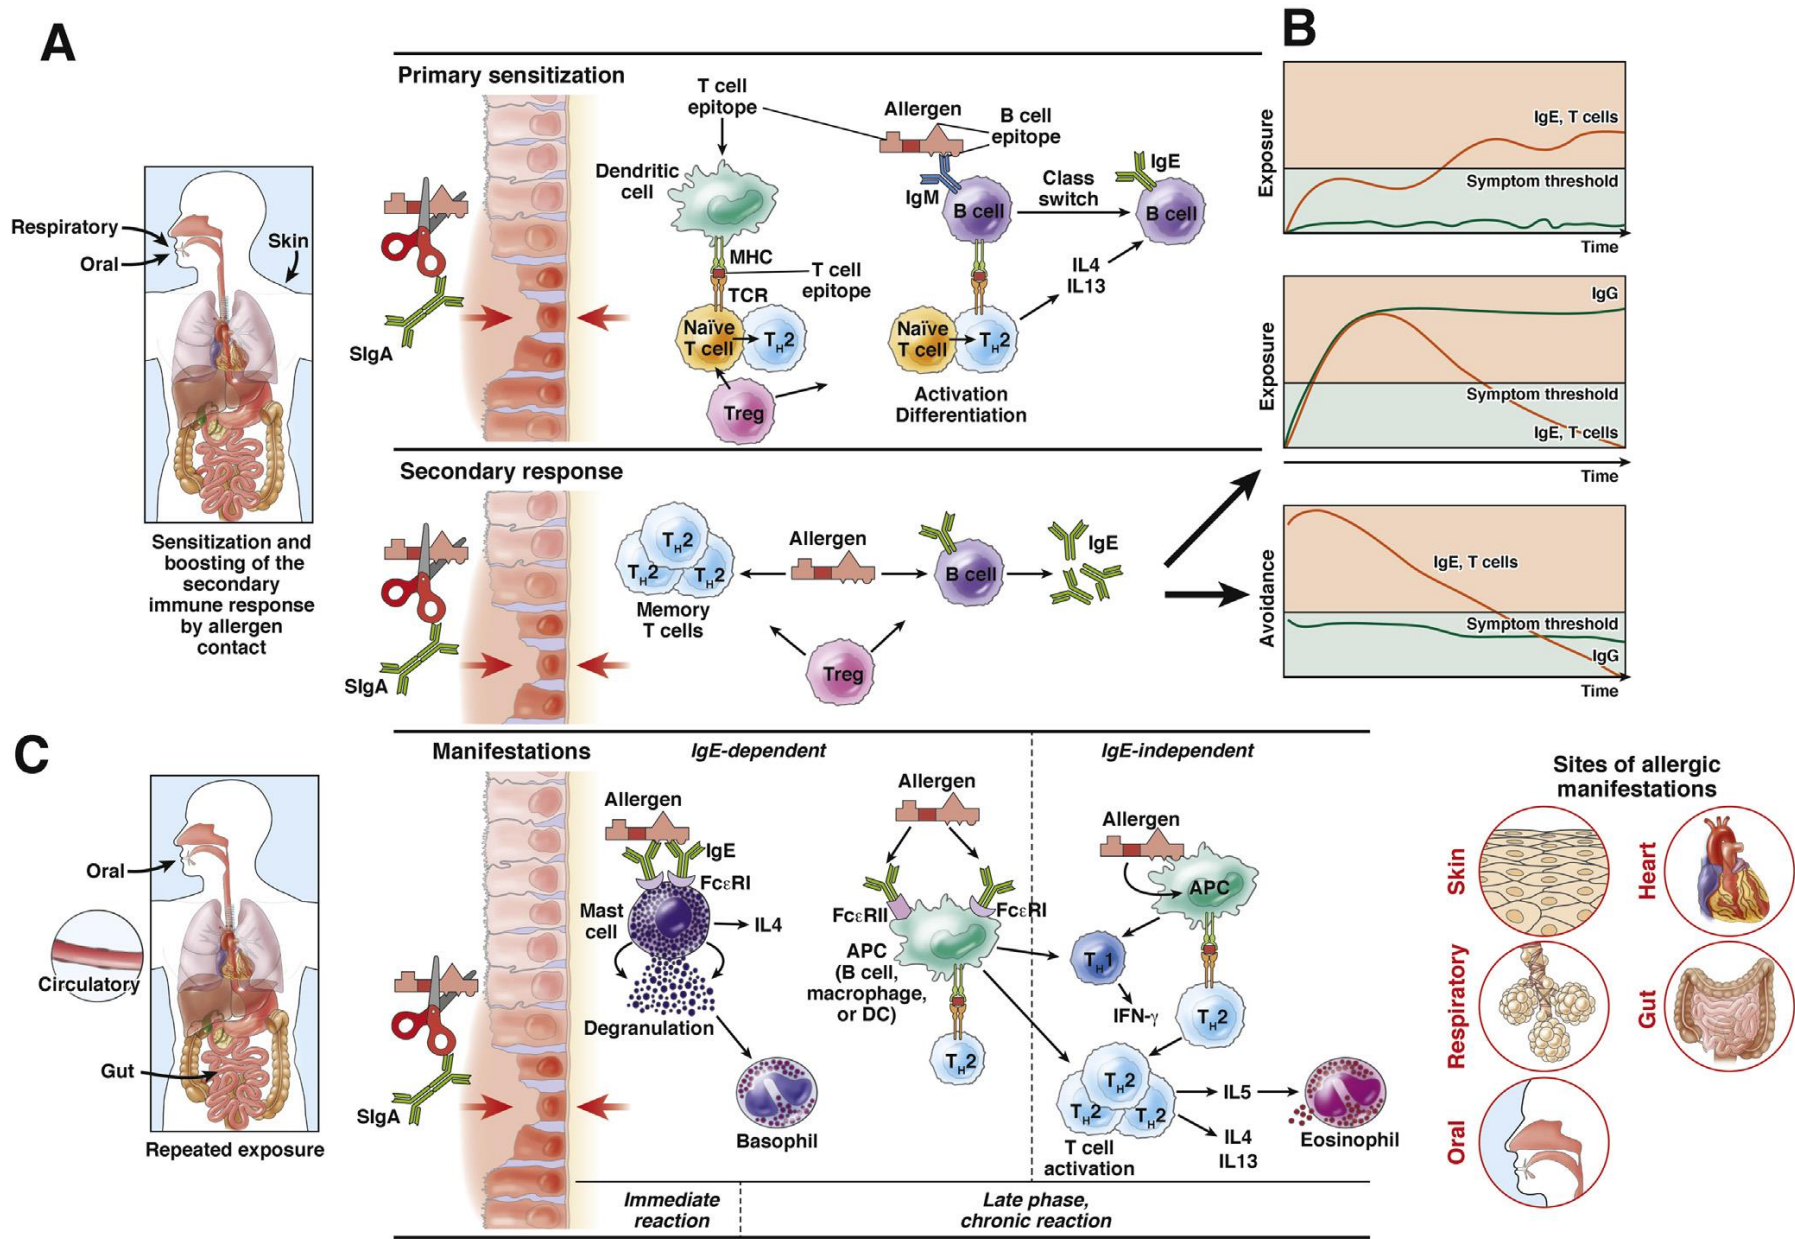 A
Respiratory
Oral
Skin
Sensitization and
boosting of the
secondary
immune response
by allergen
contact
Primary sensitization
T cell
epitope
Allergen
B cell
epitope
Dendritic
cell
IgM
B cell
Class
switch
IgE
B cell
MHC
T cell
epitope
TCR
IL4
IL13
SIgA
Naïve
T cell
TH2
Naïve
T cell
TH2
Treg
Activation
Differentiation
Secondary response
TH2
TH2
TH2
Memory
T cells
Allergen
B cell
IgE
Treg
SIgA
B
Exposure
IgE, T cells
Symptom threshold
Time
Exposure
IgG
Symptom threshold
IgE, T cells
Time
Avoidance
IgE, T cells
Symptom threshold
IgG
Time
C
Oral
Circulatory
Gut
Repeated exposure
Manifestations
IgE-dependent
IgE-independent
Allergen
IgE
FcεRI
Mast
cell
IL4
Degranulation
Basophil
SIgA
Allergen
FcεRII
FcεRI
APC
(B cell,
macrophage,
or DC)
TH2
Allergen
APC
TH1
IFN-γ
TH2
TH2
TH2
TH2
T cell
activation
IL5
IL4
IL13
Eosinophil
Immediate
reaction
Late phase,
chronic reaction
Sites of allergic
manifestations
Skin
Heart
Respiratory
Gut
Oral